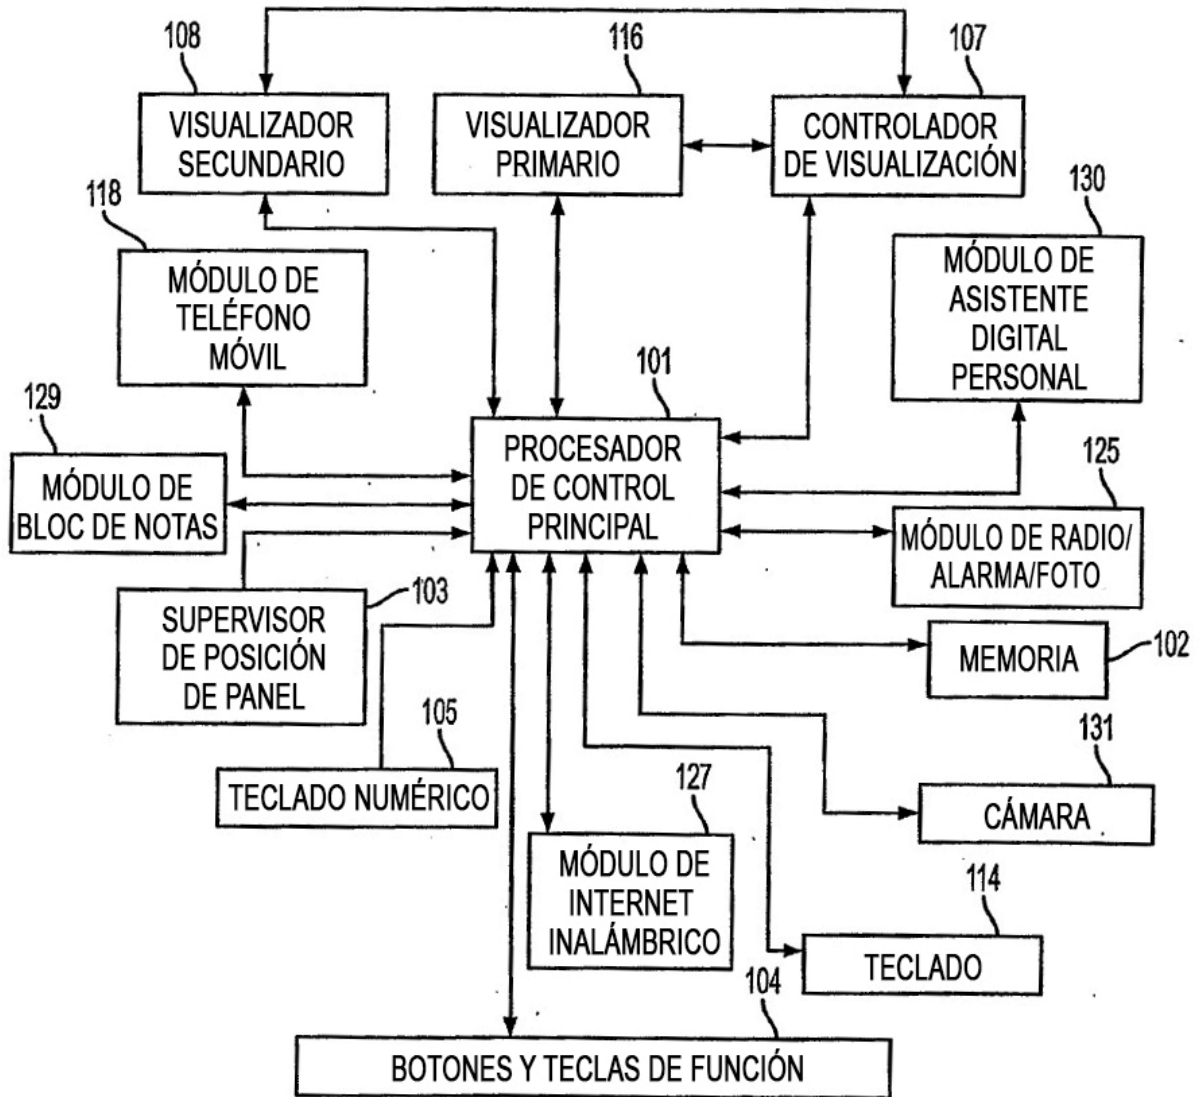 108
116
107
VISUALIZADOR
SECUNDARIO
VISUALIZADOR
PRIMARIO
CONTROLADOR
DE VISUALIZACIÓN
118
130
MÓDULO DE
TELÉFONO
MÓVIL
MÓDULO DE
ASISTENTE
DIGITAL
PERSONAL
101
129
PROCESADOR
DE CONTROL
PRINCIPAL
125
MÓDULO DE
BLOC DE NOTAS
MÓDULO DE RADIO/
ALARMA/FOTO
103
SUPERVISOR
DE POSICIÓN
DE PANEL
MEMORIA
102
105
131
TECLADO NUMÉRICO
127
CÁMARA
MÓDULO DE
INTERNET
INALÁMBRICO
114
TECLADO
104
BOTONES Y TECLAS DE FUNCIÓN